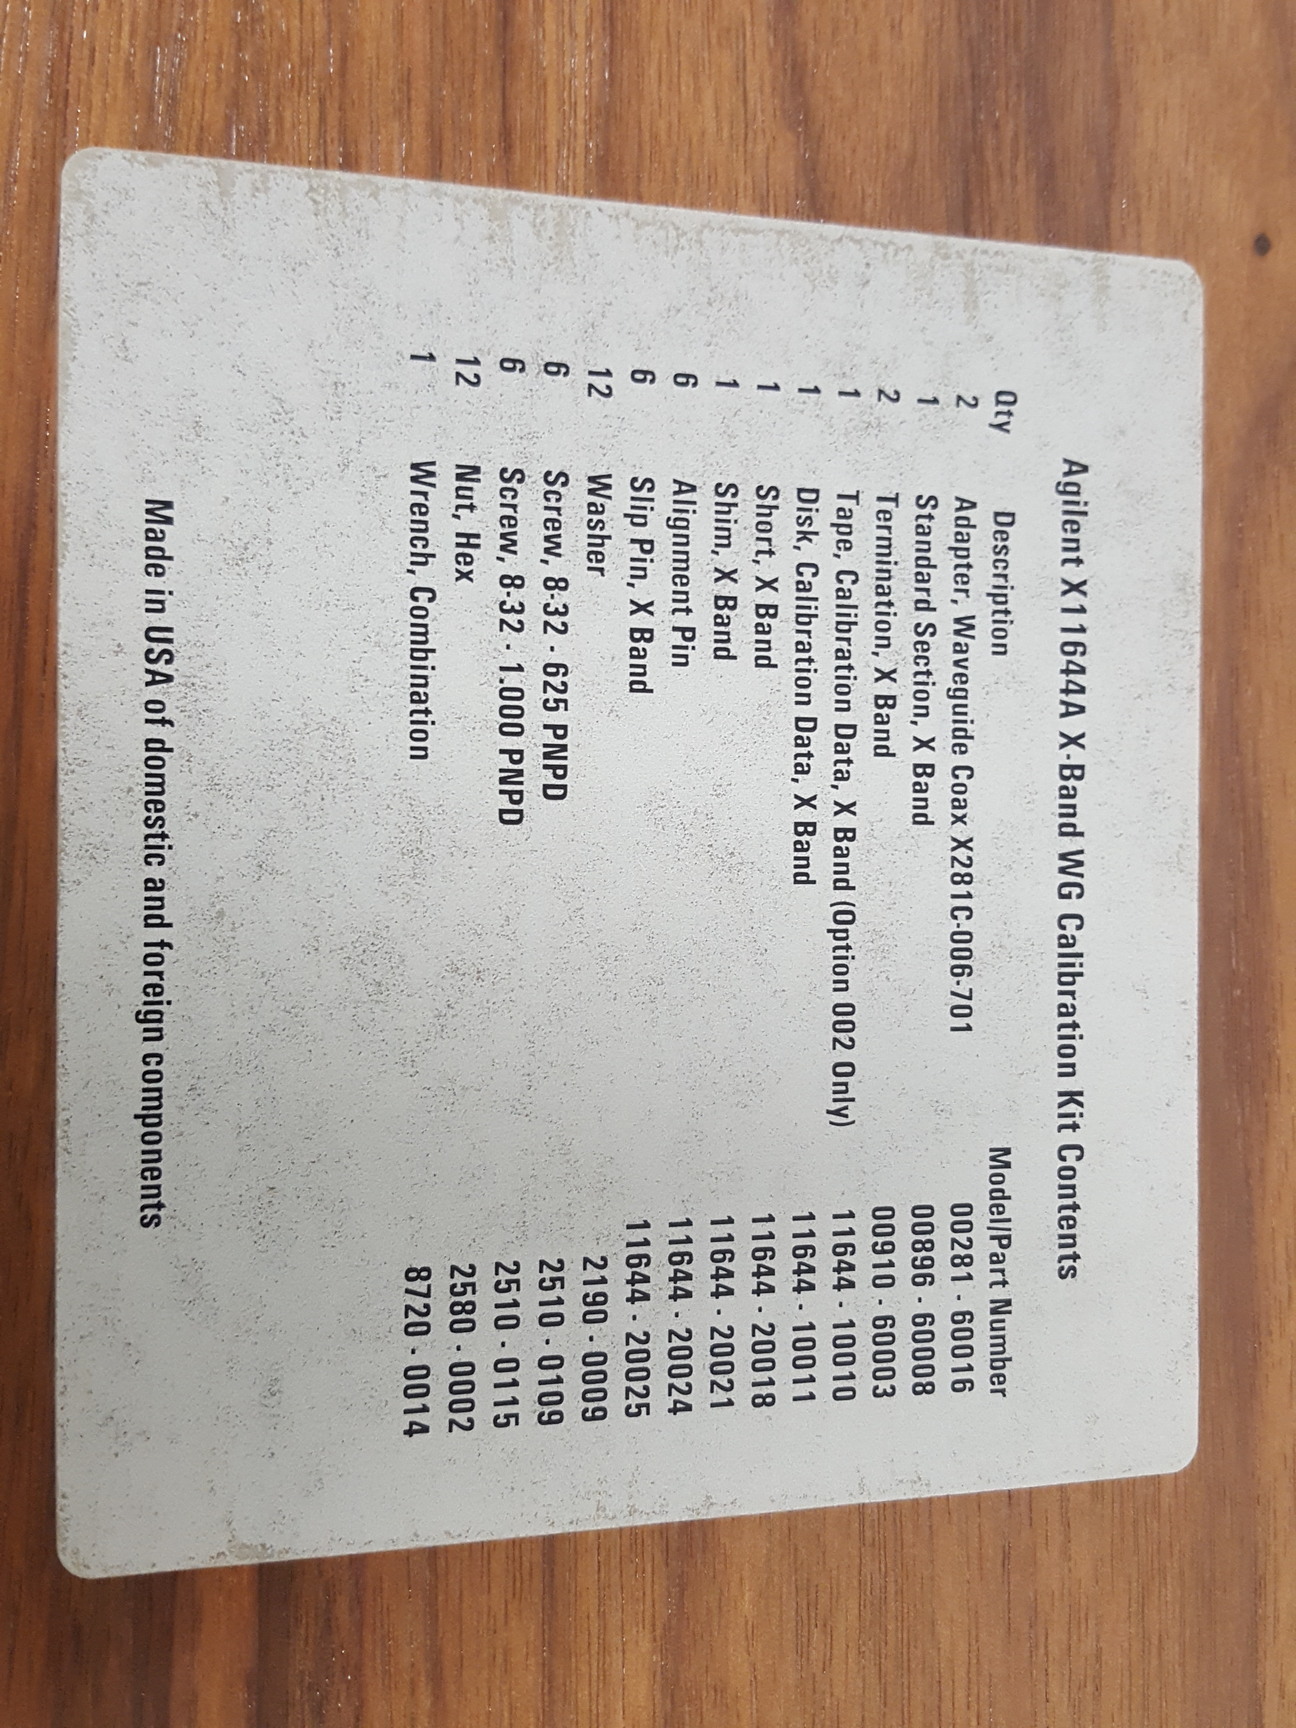 Agilent X11644A X-Band WG Calibration Kit Contents
Qty Description Model/Part Number
2 Adapter, Waveguide Coax X281C-006-701 00281 - 60016
1 Standard Section, X Band 00896 - 60008
2 Termination, X Band 00910 - 60003
1 Tape, Calibration Data, X Band (Option 002 Only) 11644 - 10010
1 Disk, Calibration Data, X Band 11644 - 10011
1 Short, X Band 11644 - 20018
1 Shim, X Band 11644 - 20021
6 Alignment Pin 11644 - 20024
6 Slip Pin, X Band 11644 - 20025
12 Washer 2190 - 0009
6 Screw, 8-32 - 625 PNPD 2510 - 0109
6 Screw, 8-32 - 1.000 PNPD 2510 - 0115
12 Nut, Hex 2580 - 0002
1 Wrench, Combination 8720 - 0014
Made in USA of domestic and foreign components